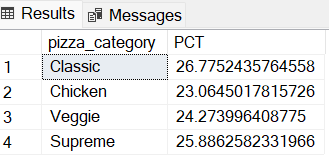 Results Messages
pizza_category PCT
1 Classic 26.7752435764558
2 Chicken 23.0645017815726
3 Veggie 24.273996408775
4 Supreme 25.8862582331966